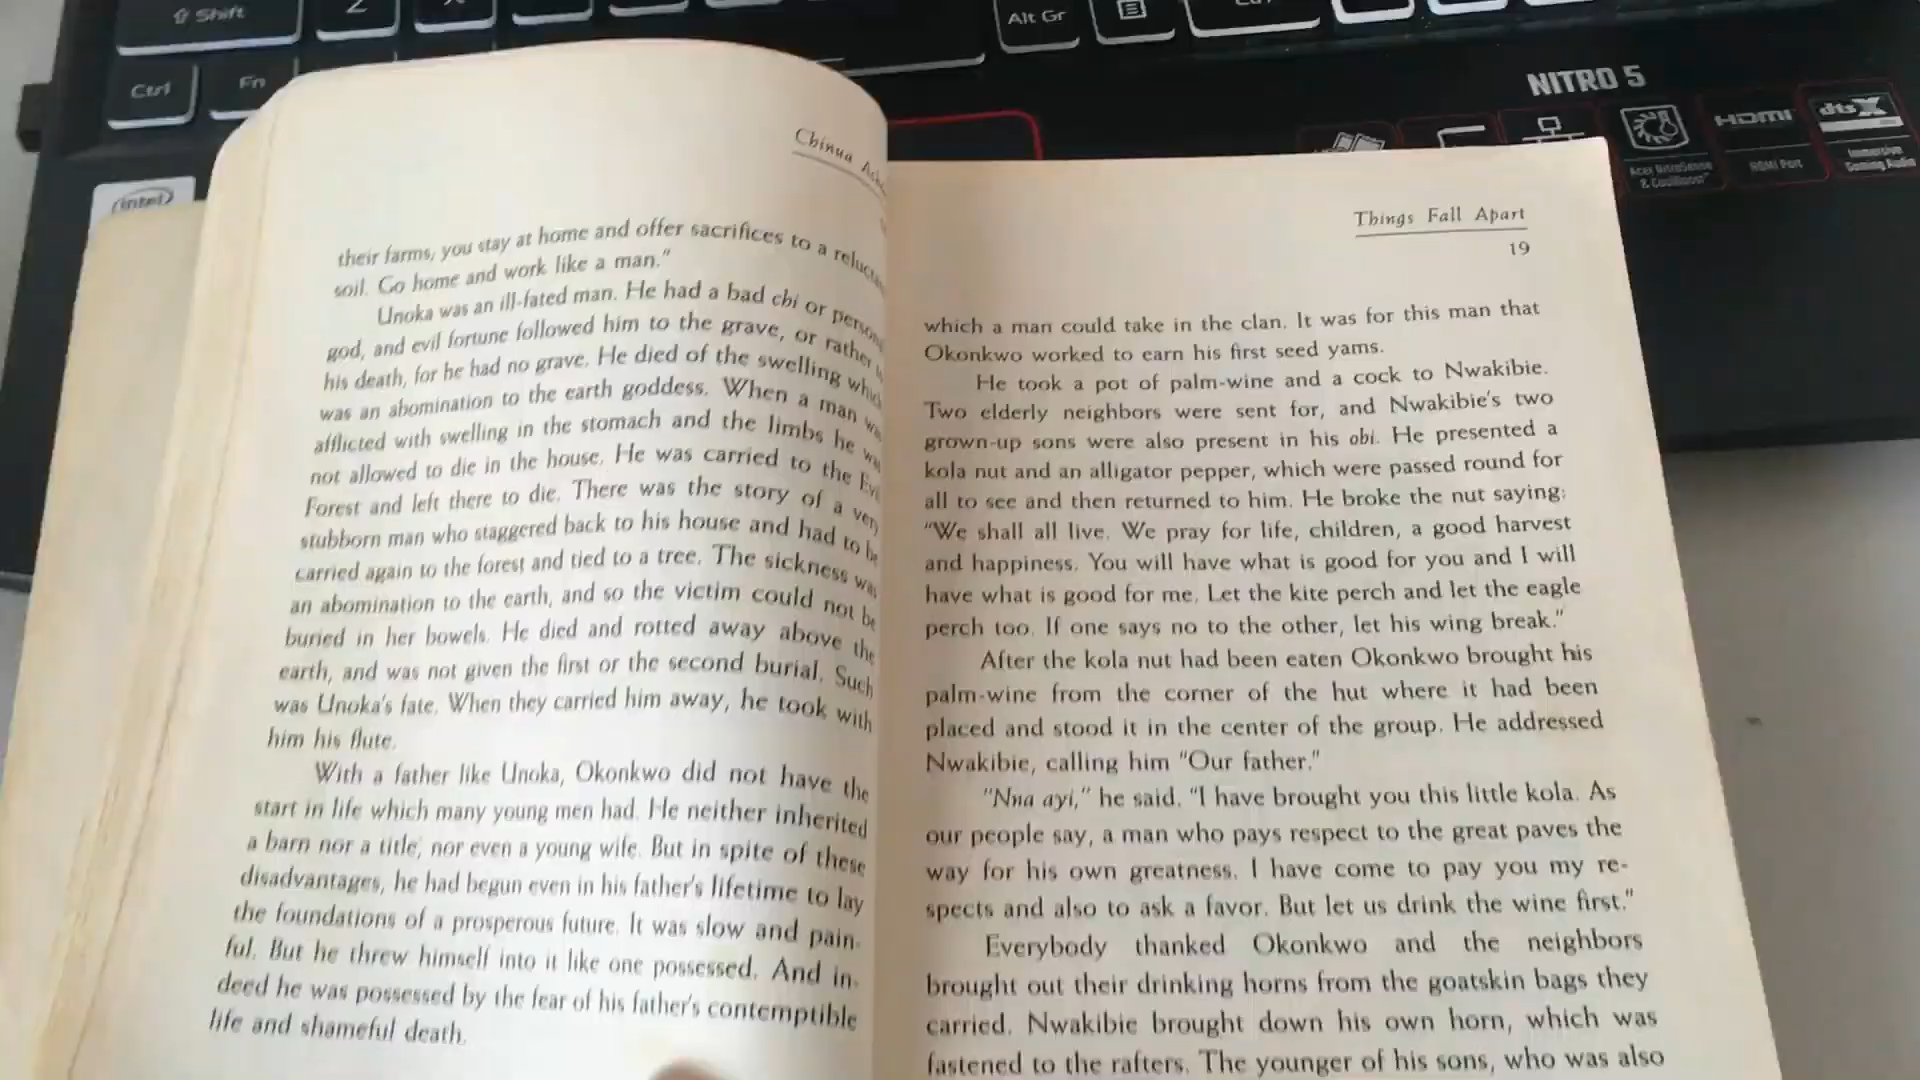 ⇧ Shift
Alt Gr
Ctrl
Fn
NITRO 5
HDMI
dts X
HDMI Port
Immersive
Gaming Audio
Acer NitroSense
& CoolBoost™
intel
Chinua
their farms, you stay at home and offer sacrifices to a
soil. Go home and work like a man."
Unoka was an ill-fated man. He had a bad chi or
god, and evil fortune followed him to the grave, or rather
his death, for he had no grave. He died of the swelling which
was an abomination to the earth goddess. When a man
afflicted with swelling in the stomach and the limbs he
not allowed to die in the house. He was carried to the
Forest and left there to die. There was the story of a very
stubborn man who staggered back to his house and had to be
carried again to the forest and tied to a tree. The sickness was
an abomination to the earth, and so the victim could not be
buried in her bowels. He died and rotted away above the
earth, and was not given the first or the second burial. Such
was Unoka's fate. When they carried him away, he took with
him his flute.
With a father like Unoka, Okonkwo did not have the
start in life which many young men had. He neither inherited
a barn nor a title, nor even a young wife. But in spite of these
disadvantages, he had begun even in his father's lifetime to lay
the foundations of a prosperous future. It was slow and pain-
ful. But he threw himself into it like one possessed. And in-
deed he was possessed by the fear of his father's contemptible
life and shameful death.
Things Fall Apart
19
which a man could take in the clan. It was for this man that
Okonkwo worked to earn his first seed yams.
He took a pot of palm-wine and a cock to Nwakibie.
Two elderly neighbors were sent for, and Nwakibie's two
grown-up sons were also present in his obi. He presented a
kola nut and an alligator pepper, which were passed round for
all to see and then returned to him. He broke the nut saying:
"We shall all live. We pray for life, children, a good harvest
and happiness. You will have what is good for you and I will
have what is good for me. Let the kite perch and let the eagle
perch too. If one says no to the other, let his wing break."
After the kola nut had been eaten Okonkwo brought his
palm-wine from the corner of the hut where it had been
placed and stood it in the center of the group. He addressed
Nwakibie, calling him "Our father."
"Nna ayi," he said. "I have brought you this little kola. As
our people say, a man who pays respect to the great paves the
way for his own greatness. I have come to pay you my re-
spects and also to ask a favor. But let us drink the wine first."
Everybody thanked Okonkwo and the neighbors
brought out their drinking horns from the goatskin bags they
carried. Nwakibie brought down his own horn, which was
fastened to the rafters. The younger of his sons, who was also